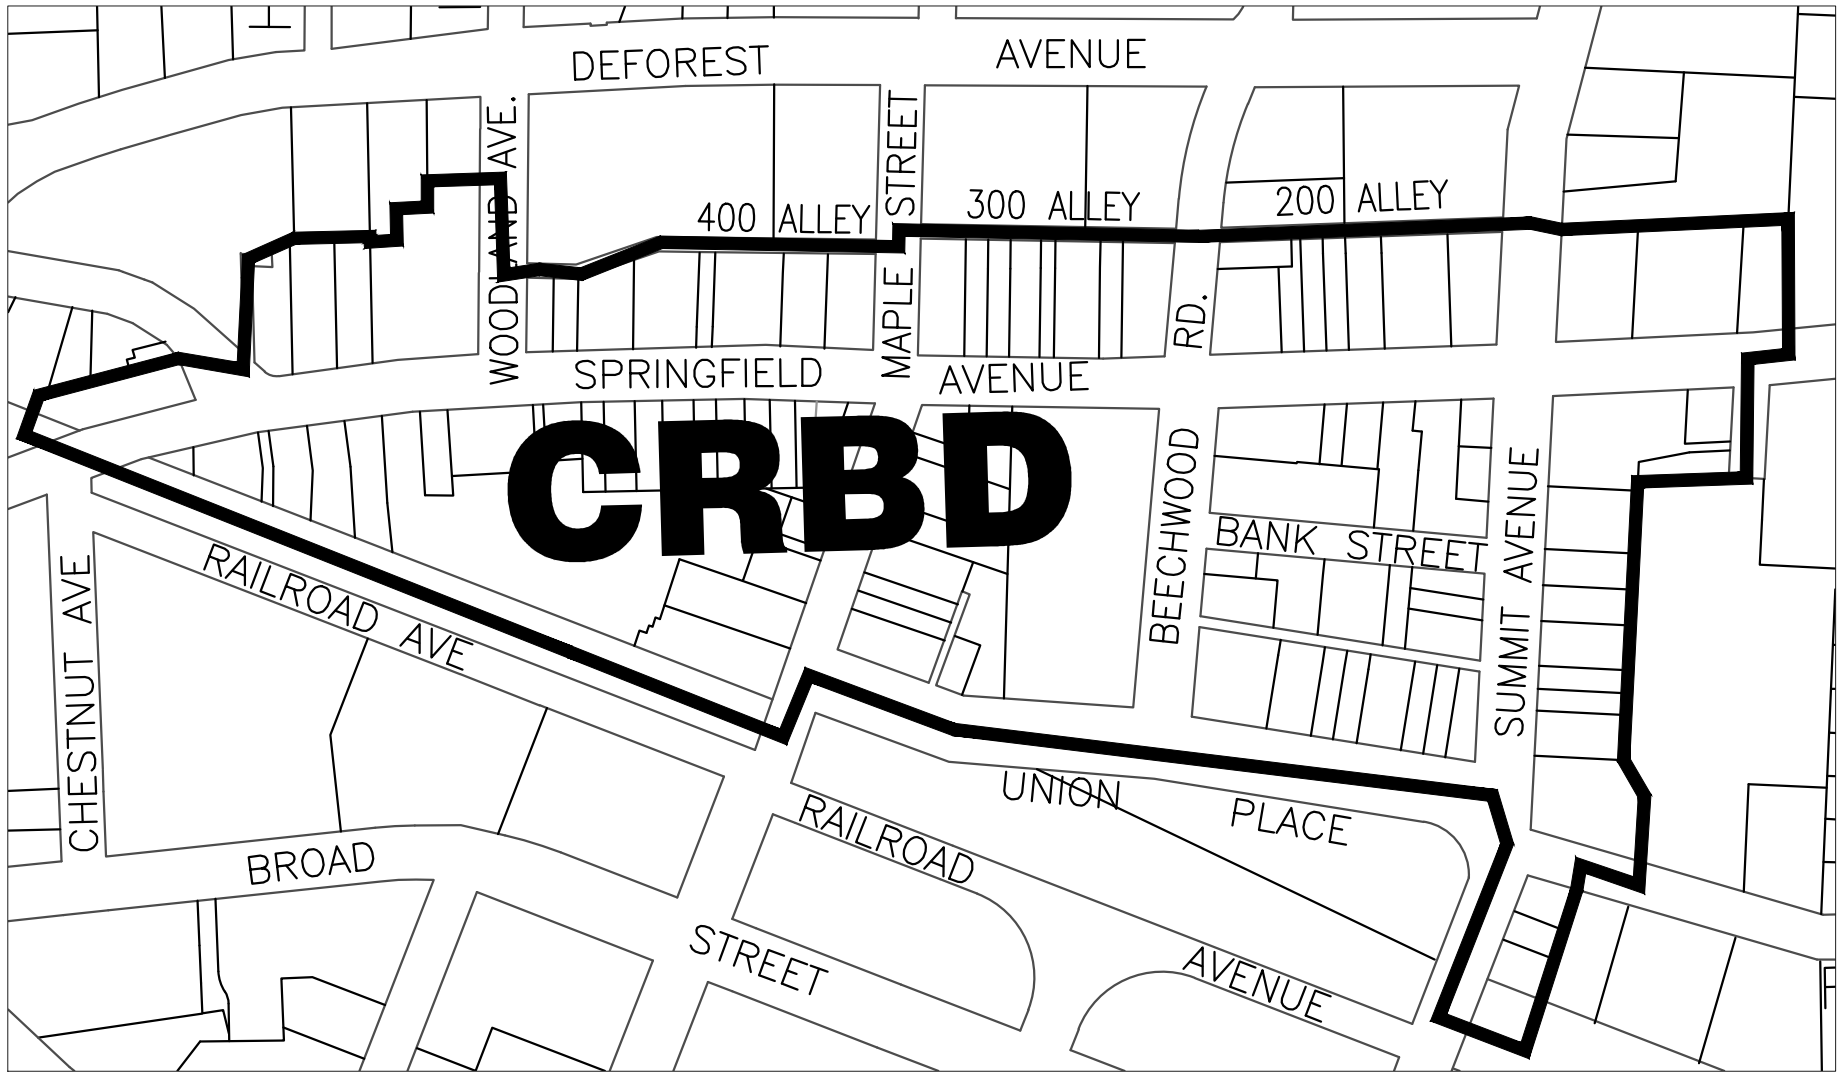 DEFOREST AVENUE
WOODLAND AVE.
MAPLE STREET
400 ALLEY
300 ALLEY
200 ALLEY
SPRINGFIELD AVENUE
CRBD
BEECHWOOD RD.
BANK STREET
SUMMIT AVENUE
CHESTNUT AVE
RAILROAD AVE
UNION PLACE
RAILROAD AVENUE
BROAD STREET